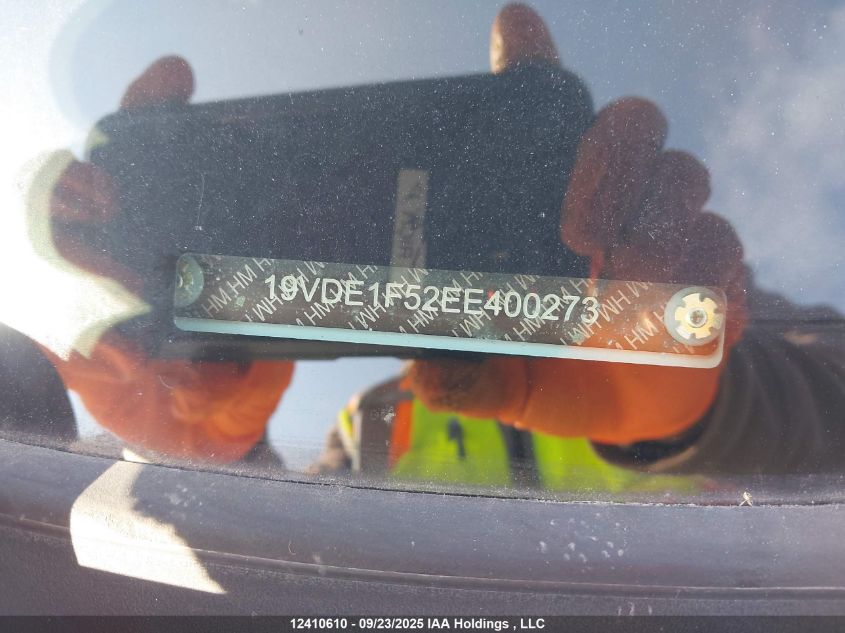 19VDE1F52EE400273
12410610 - 09/23/2025 IAA Holdings , LLC